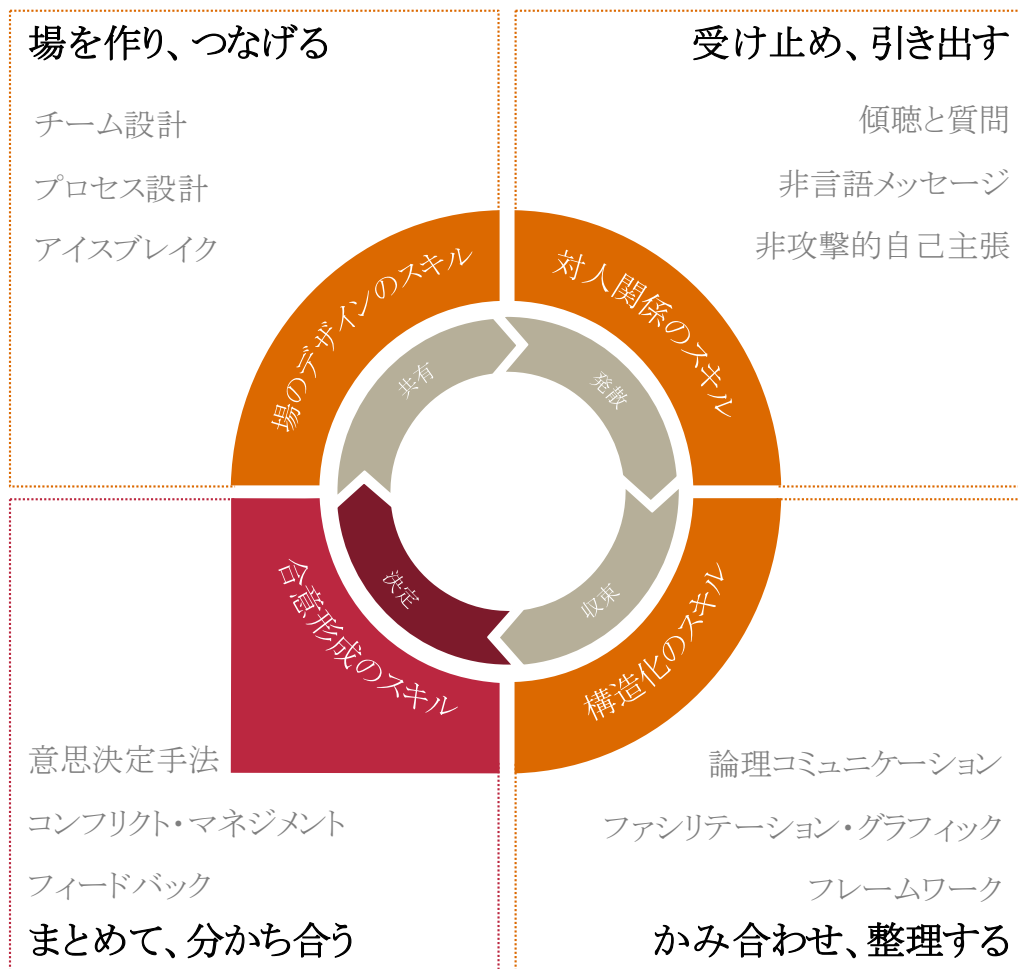 場を作り、つなげる
チーム設計
プロセス設計
アイスブレイク
受け止め、引き出す
傾聴と質問
非言語メッセージ
非攻撃的自己主張
場のデザインのスキル
対人関係のスキル
共有
発散
決定
収束
合意形成のスキル
構造化のスキル
意思決定手法
コンフリクト・マネジメント
フィードバック
まとめて、分かち合う
論理コミュニケーション
ファシリテーション・グラフィック
フレームワーク
かみ合わせ、整理する